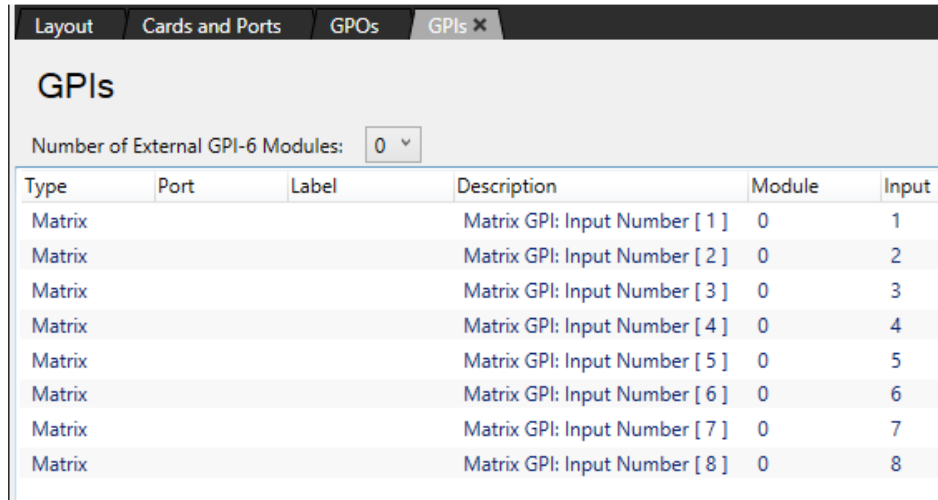 Layout Cards and Ports GPOs GPIs ×
GPIs
Number of External GPI-6 Modules: 0
Type Port Label Description Module Input
Matrix Matrix GPI: Input Number [ 1 ] 0 1
Matrix Matrix GPI: Input Number [ 2 ] 0 2
Matrix Matrix GPI: Input Number [ 3 ] 0 3
Matrix Matrix GPI: Input Number [ 4 ] 0 4
Matrix Matrix GPI: Input Number [ 5 ] 0 5
Matrix Matrix GPI: Input Number [ 6 ] 0 6
Matrix Matrix GPI: Input Number [ 7 ] 0 7
Matrix Matrix GPI: Input Number [ 8 ] 0 8